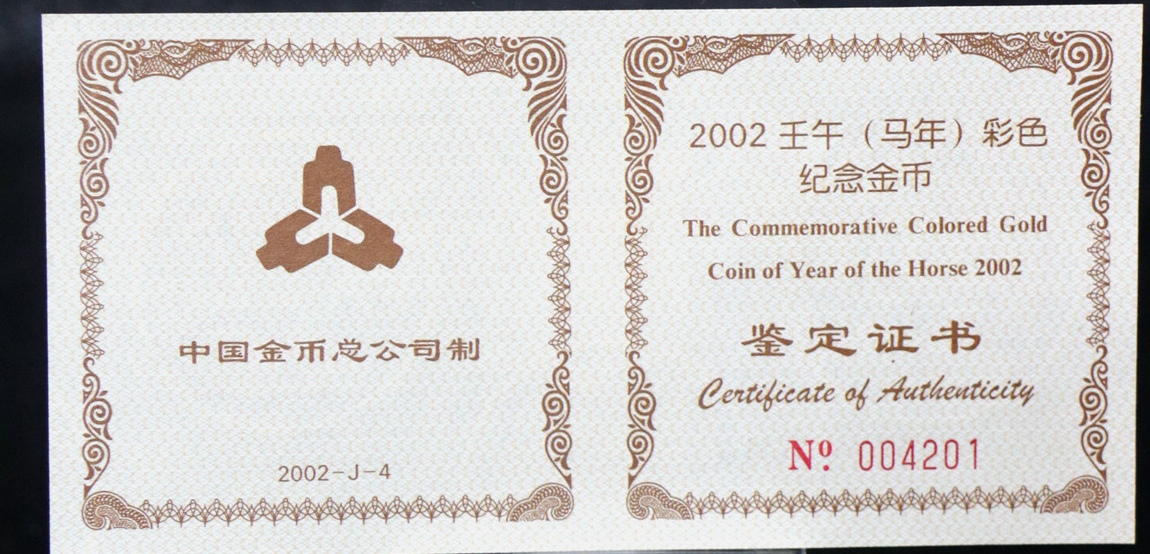 中国金币总公司制
2002-J-4
2002 壬午（马年）彩色
纪念金币
The Commemorative Colored Gold
Coin of Year of the Horse 2002
鉴定证书
Certificate of Authenticity
Nº 004201